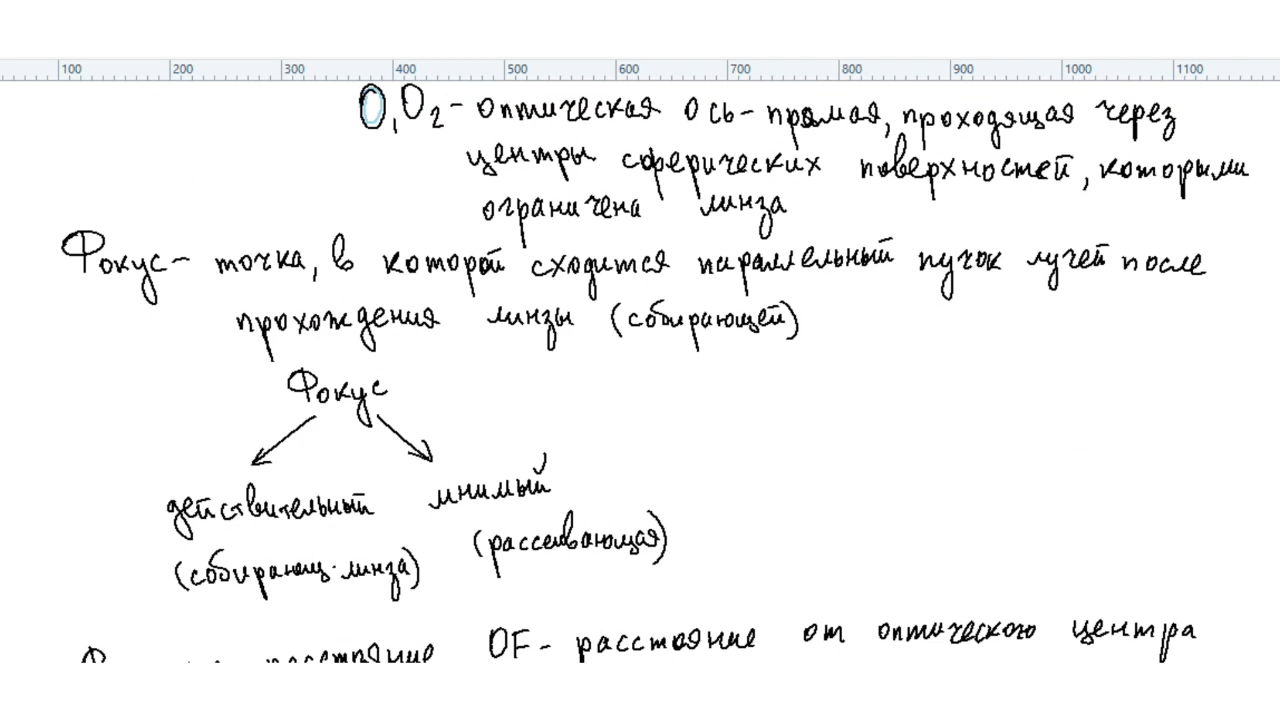 100 200 300 400 500 600 700 800 900 1000 1100
O₁O₂ - оптическая ось - прямая, проходящая через
центры сферических поверхностей, которыми
ограничена линза
Фокус - точка, в которой сходится параллельный пучок лучей после
прохождения линзы (собирающей)
Фокус
действительный мнимый
(собирающ. линза) (рассеивающая)
расстояние OF - расстояние от оптического центра